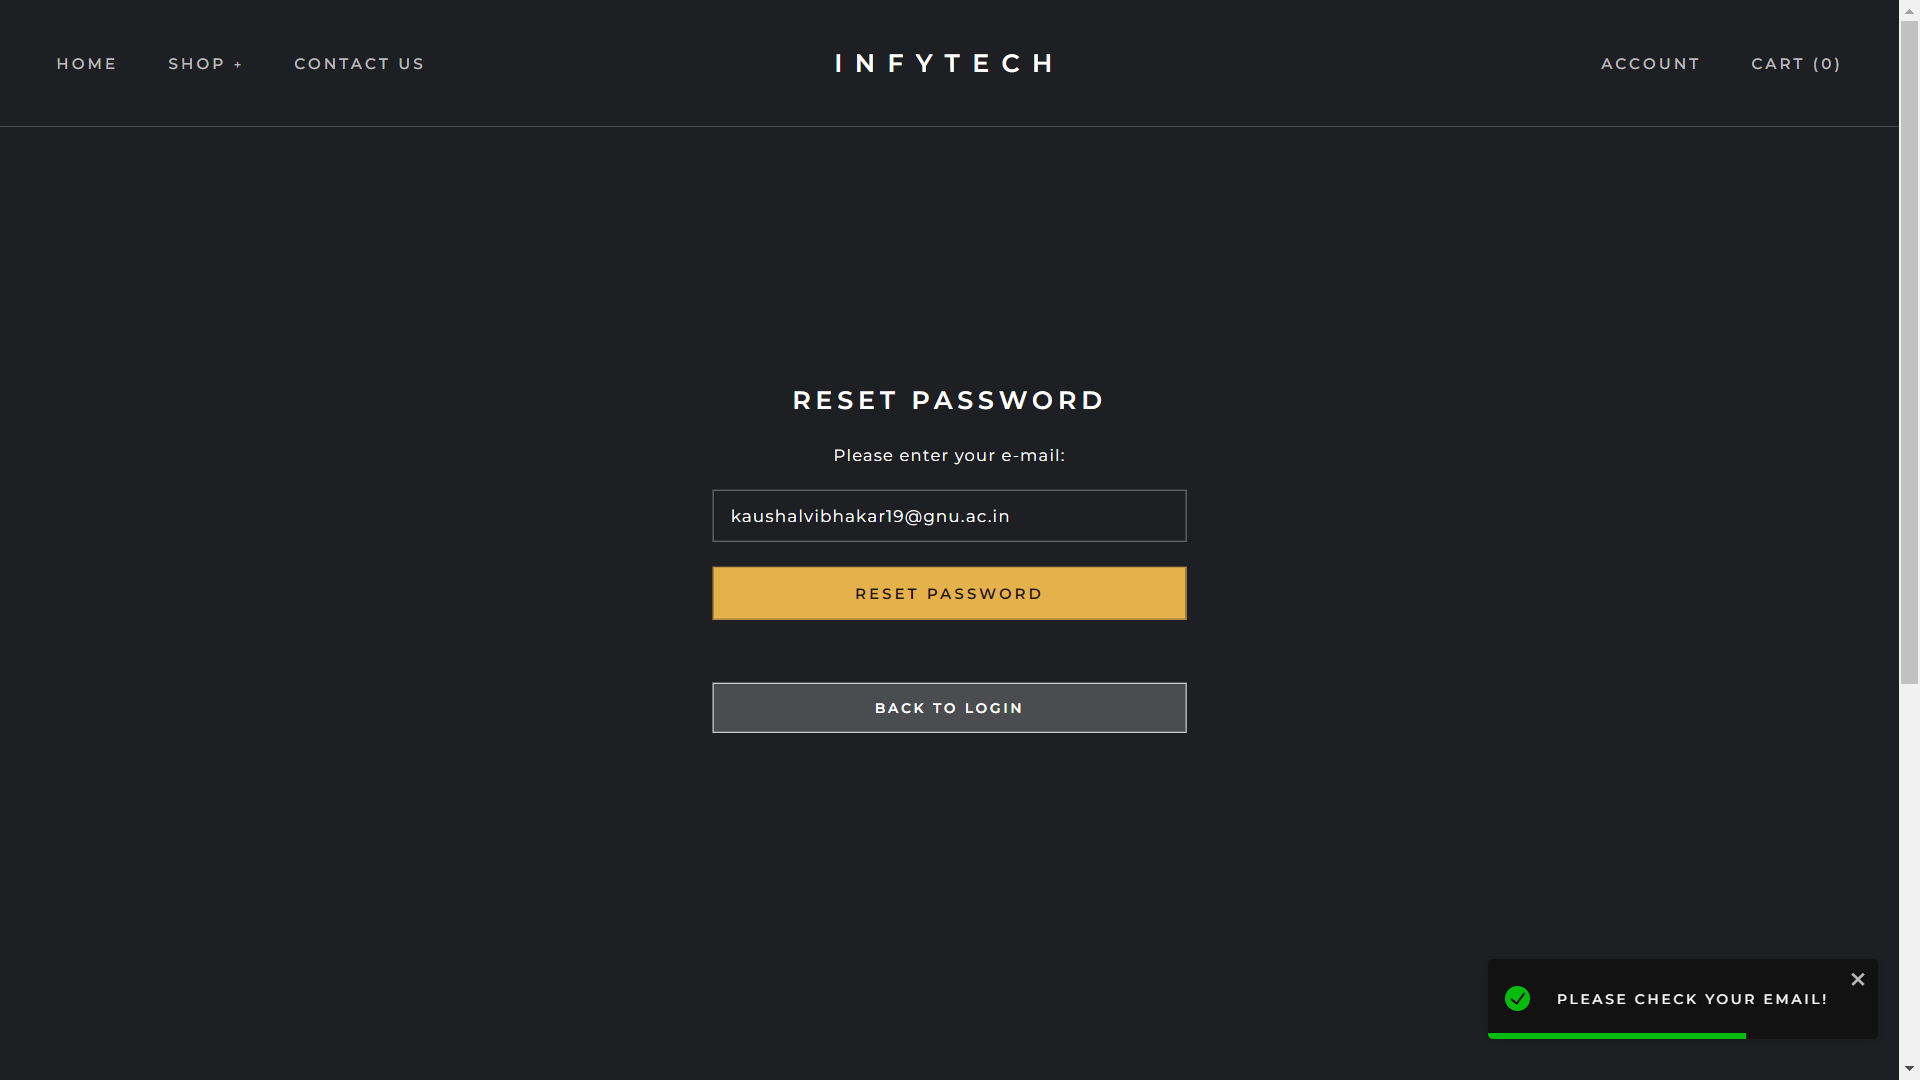 HOME
SHOP +
CONTACT US
INFYTECH
ACCOUNT
CART (0)
RESET PASSWORD
Please enter your e-mail:
kaushalvibhakar19@gnu.ac.in
RESET PASSWORD
BACK TO LOGIN
PLEASE CHECK YOUR EMAIL!